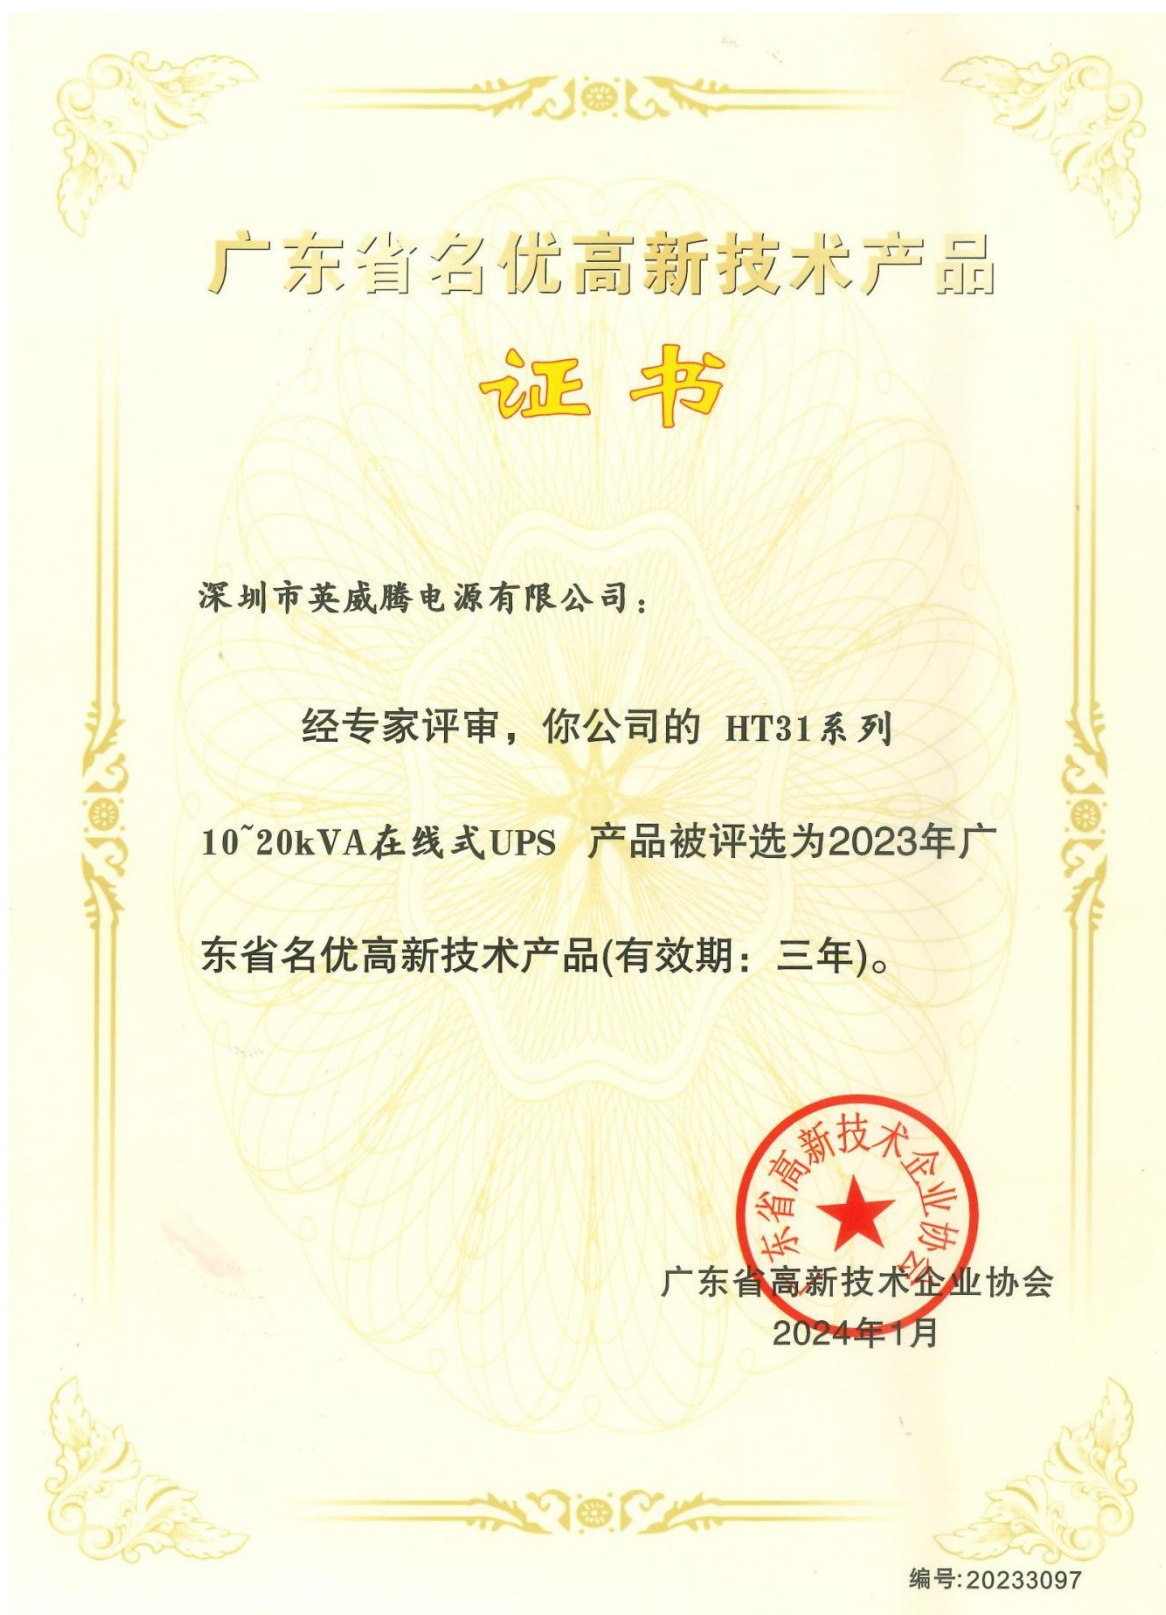 广东省名优高新技术产品
证书
深圳市英威腾电源有限公司：
经专家评审，你公司的 HT31系列
10~20kVA在线式UPS 产品被评选为2023年广
东省名优高新技术产品(有效期：三年)。
广东省高新技术企业协会
广东省高新技术企业协会
2024年1月
编号:20233097